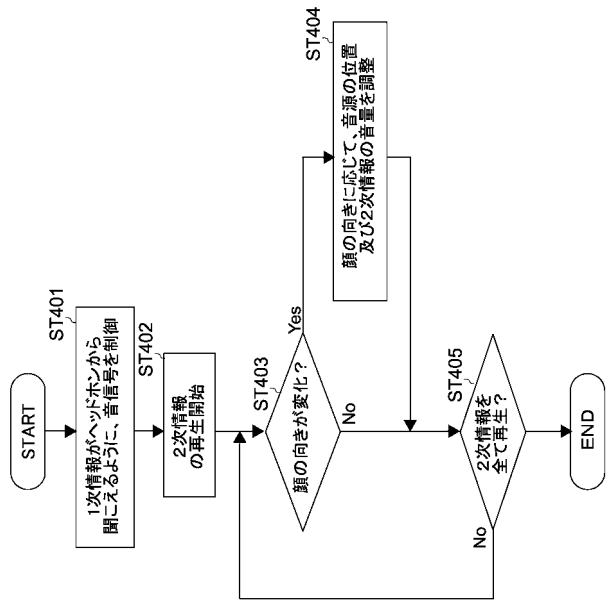 START
ST401
1次情報がヘッドホンから
聞こえるように、音信号を制御
ST402
2次情報
の再生開始
ST403
顔の向きが変化？
Yes
No
ST404
顔の向きに応じて、音源の位置
及び2次情報の音量を調整
ST405
2次情報を
全て再生？
No
END